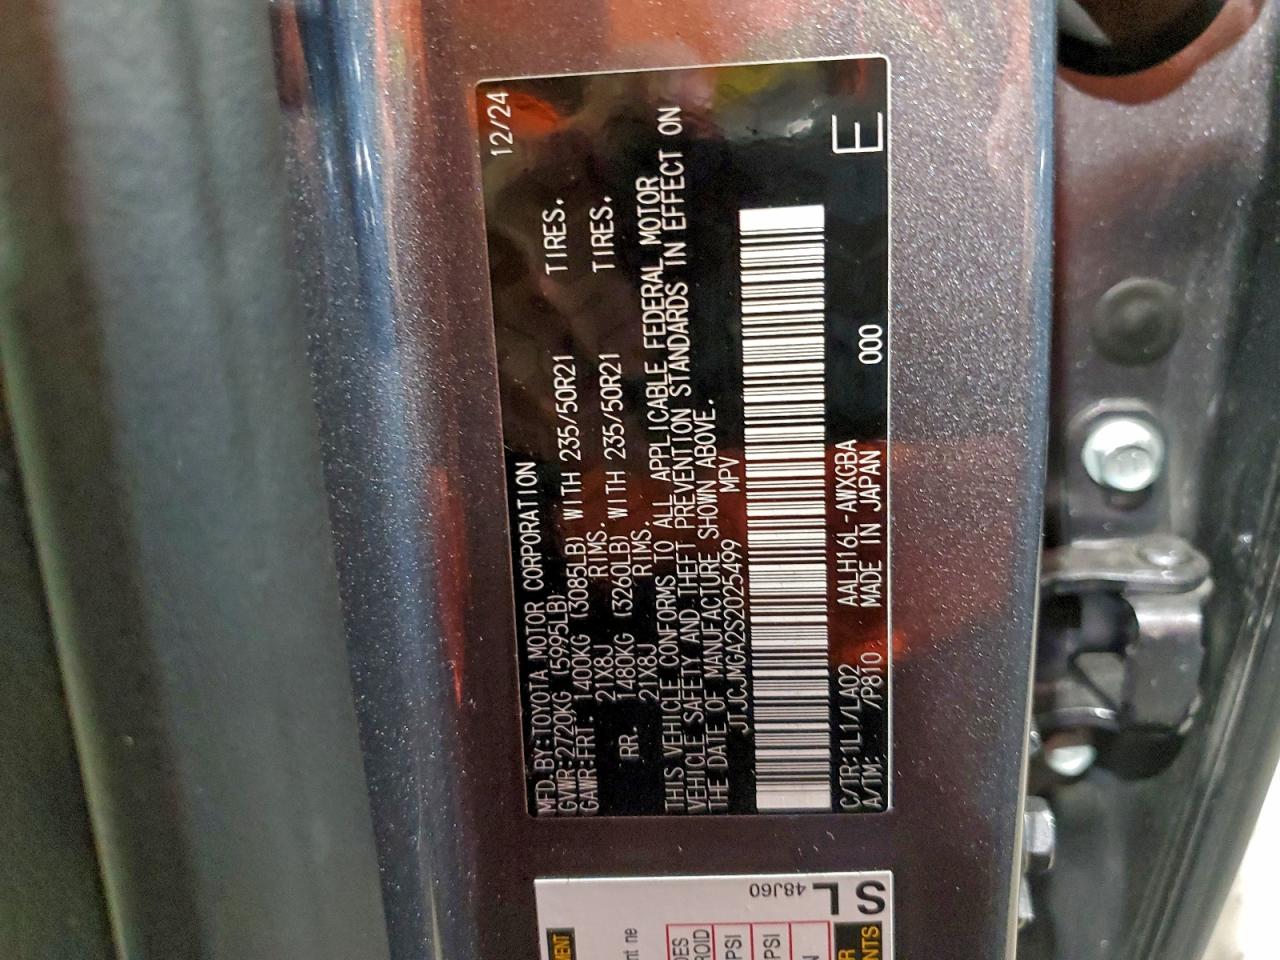 12/24
MFD. BY:TOYOTA MOTOR CORPORATION
GVWR:2720KG (5995LB)
GAWR:FRT. 1400KG (3085LB) WITH 235/50R21 TIRES.
21X8J RIMS.
RR. 1480KG (3260LB) WITH 235/50R21 TIRES.
21X8J RIMS.
THIS VEHICLE CONFORMS TO ALL APPLICABLE FEDERAL MOTOR
VEHICLE SAFETY AND THEFT PREVENTION STANDARDS IN EFFECT ON
THE DATE OF MANUFACTURE SHOWN ABOVE.
JTJCJMGA2S2025499 MPV
C/TR:1L1/LA02 AALH16L-AWXGBA
A/TM: /P810 MADE IN JAPAN 000 E
48J60
SL